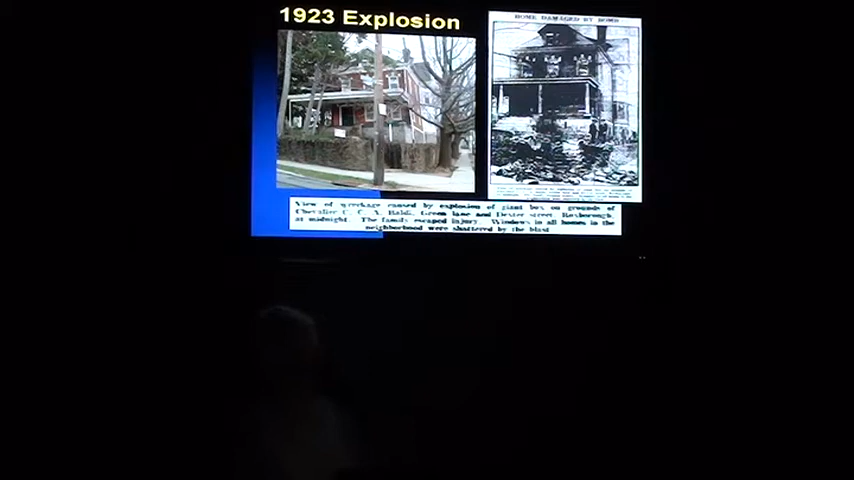 1923 Explosion
HOME DAMAGED BY BOMB
View of wreckage caused by explosion of giant box on grounds of
Chevalier C. C. A. Baldi, Green lane and Dexter street, Roxborough,
at midnight. The family escaped injury. Windows in all homes in the
neighborhood were shattered by the blast